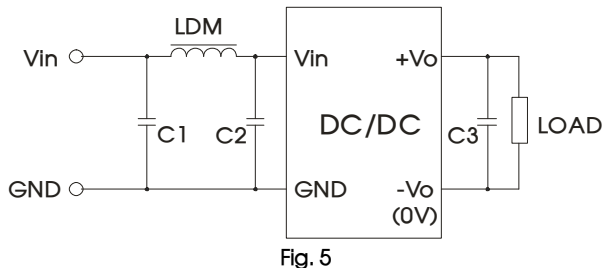 LDM
Vin
Vin
+Vo
C1
C2
DC/DC
C3
LOAD
GND
GND
-Vo
(0V)
Fig. 5